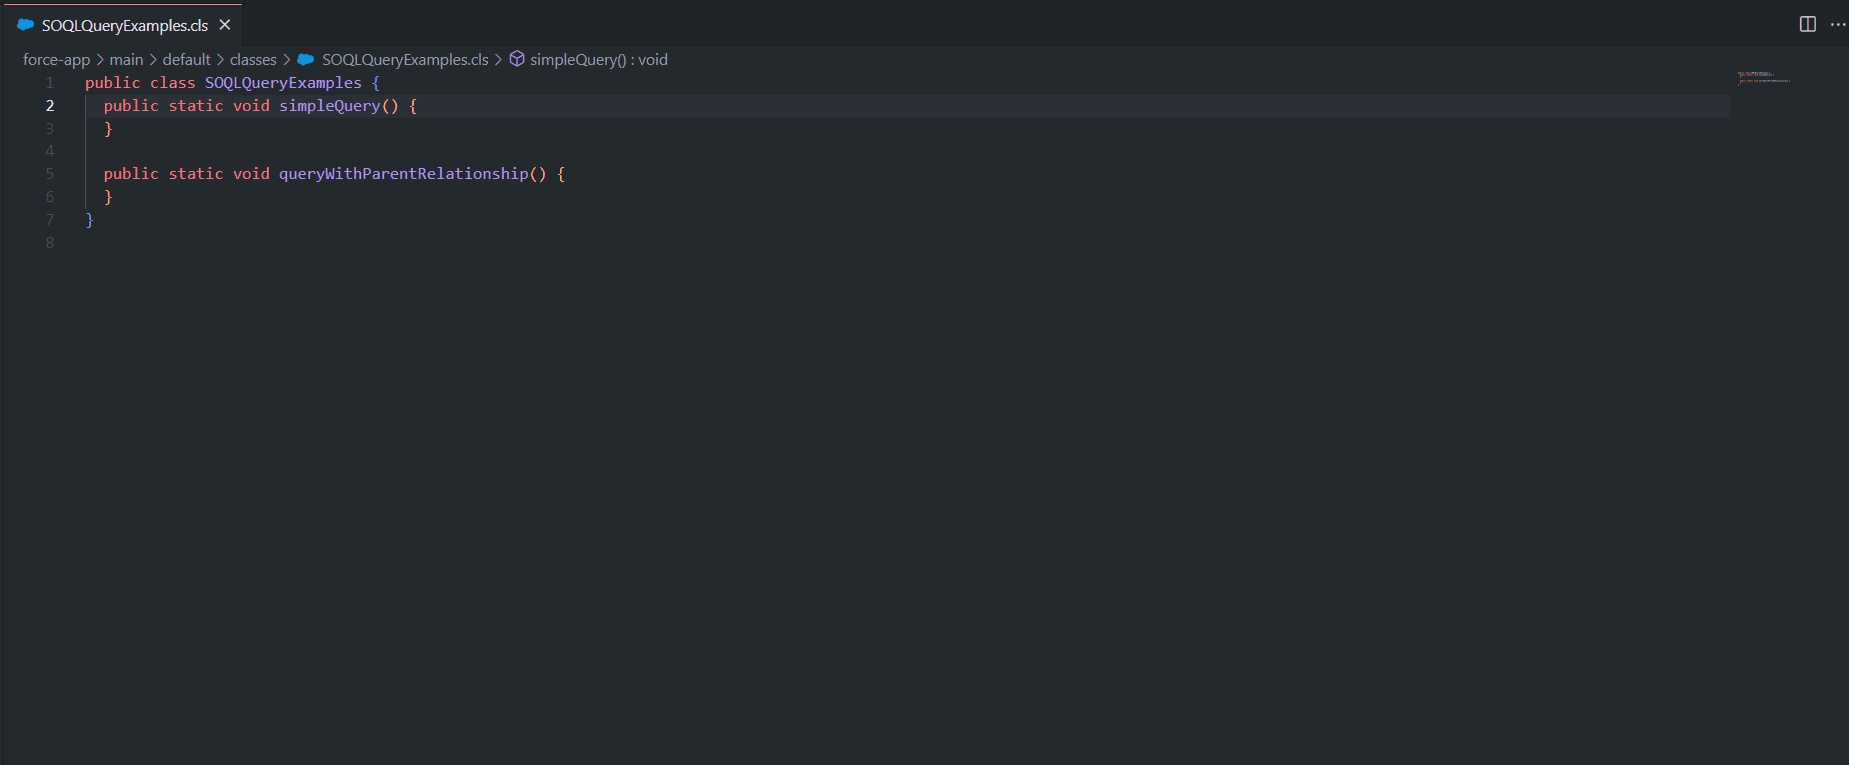 SOQLQueryExamples.cls
force-app > main > default > classes > SOQLQueryExamples.cls > simpleQuery() : void
1 public class SOQLQueryExamples {
2 public static void simpleQuery() {
3 }
4
5 public static void queryWithParentRelationship() {
6 }
7 }
8